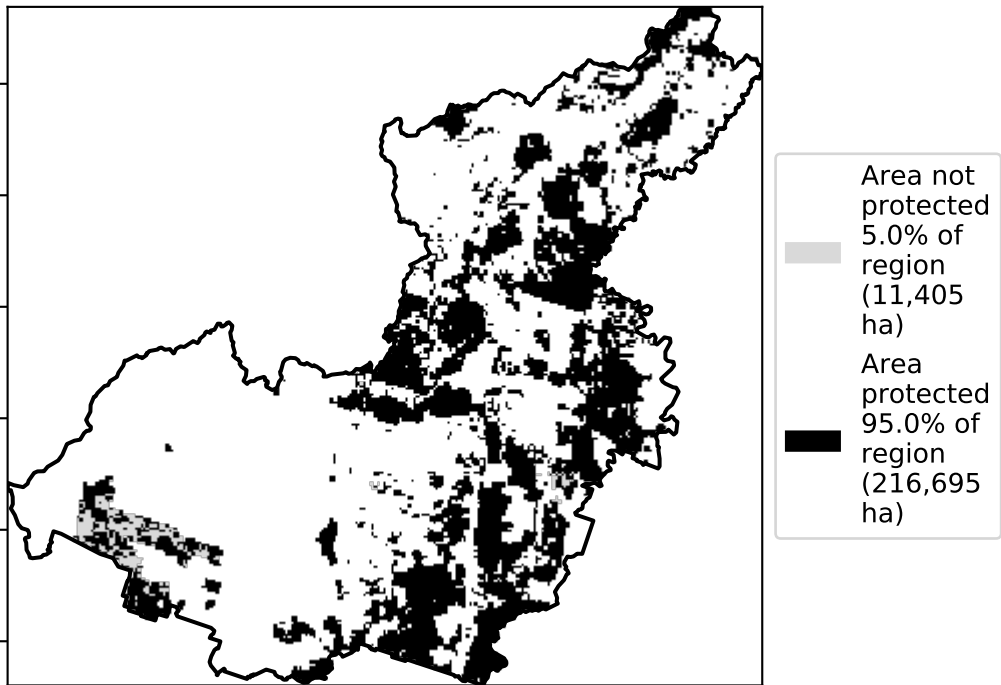 Area not
protected
5.0% of
region
(11,405
ha)
Area
protected
95.0% of
region
(216,695
ha)